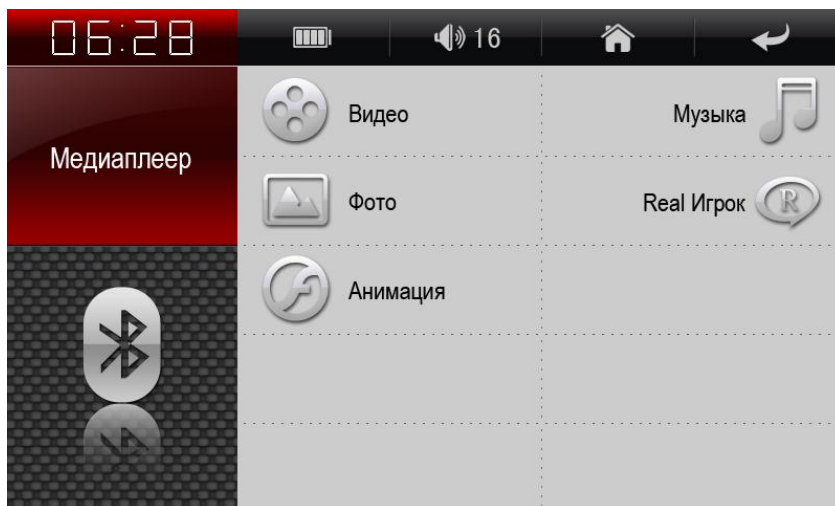 06:28
16
Медиаплеер
Видео
Музыка
Фото
Real Игрок
R
Анимация